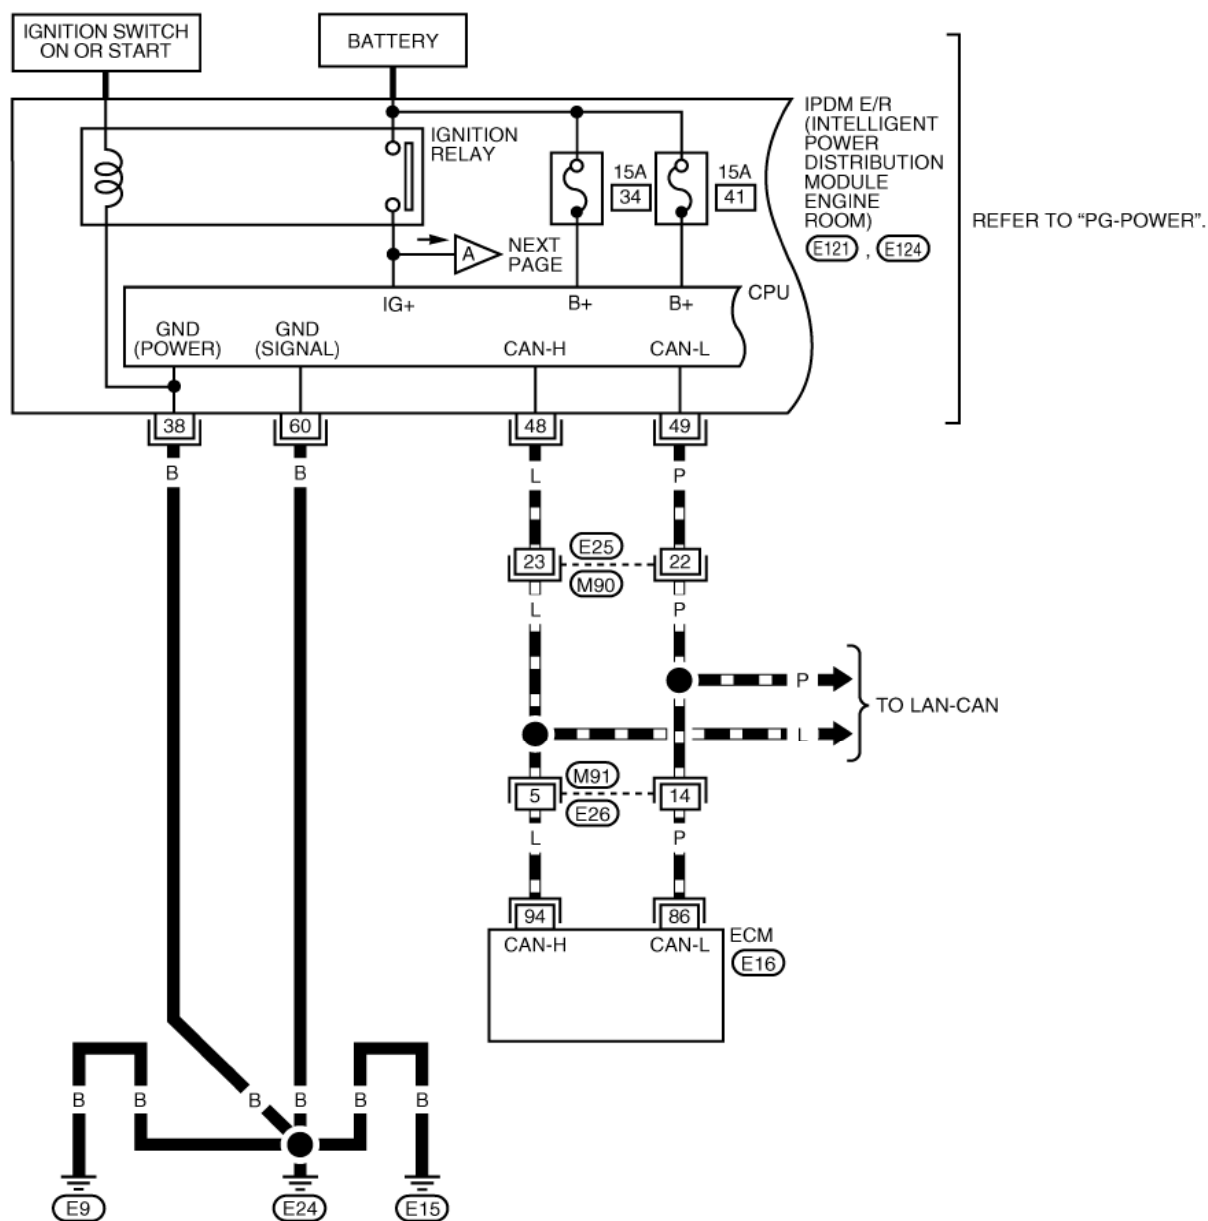 IGNITION SWITCH
ON OR START
BATTERY
IGNITION
RELAY
15A
34
15A
41
IPDM E/R
(INTELLIGENT
POWER
DISTRIBUTION
MODULE
ENGINE
ROOM)
E121 , E124
REFER TO “PG-POWER”.
A
NEXT
PAGE
CPU
IG+
B+
B+
GND
(POWER)
GND
(SIGNAL)
CAN-H
CAN-L
38
60
48
49
B
B
L
P
23
E25
M90
22
L
P
P
L
TO LAN-CAN
5
M91
E26
14
L
P
94
86
CAN-H
CAN-L
ECM
E16
B
B
B
B
B
B
E9
E24
E15